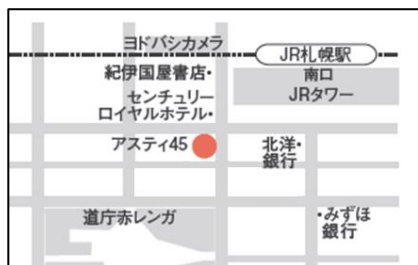 ヨドバシカメラ
JR札幌駅
紀伊国屋書店・
南口
JRタワー
センチュリー
ロイヤルホテル・
アスティ45
北洋・
銀行
道庁赤レンガ
・みずほ
銀行